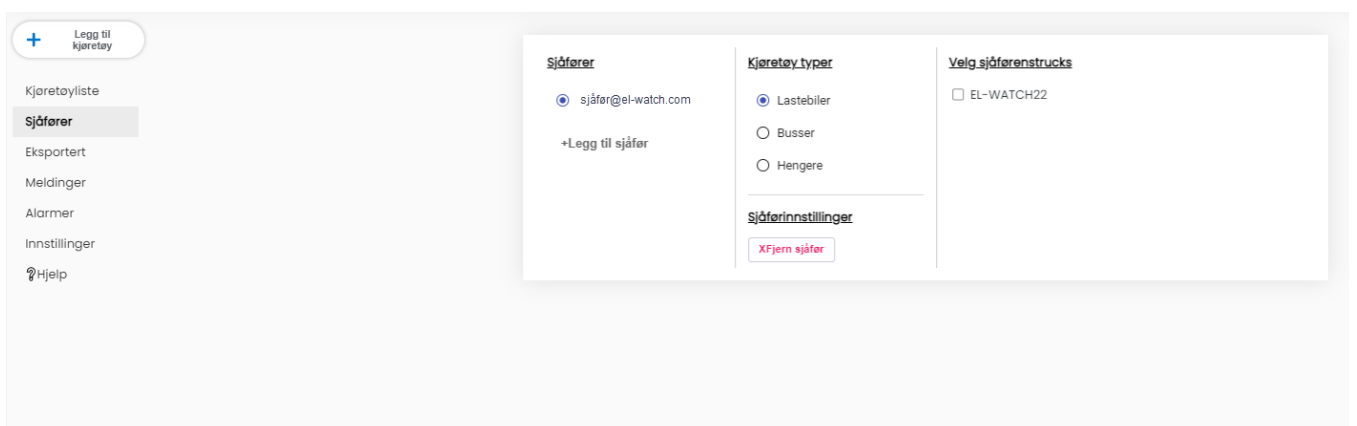 Legg til
kjøretøy
Kjøretøyliste
Sjåfører
Eksportert
Meldinger
Alarmer
Innstillinger
Hjelp
Sjåfører
sjåfør@el-watch.com
+Legg til sjåfør
Kjøretøy typer
Lastebiler
Busser
Hengere
Sjåførinnstillinger
XFjern sjåfør
Velg sjåførenstrucks
EL-WATCH22